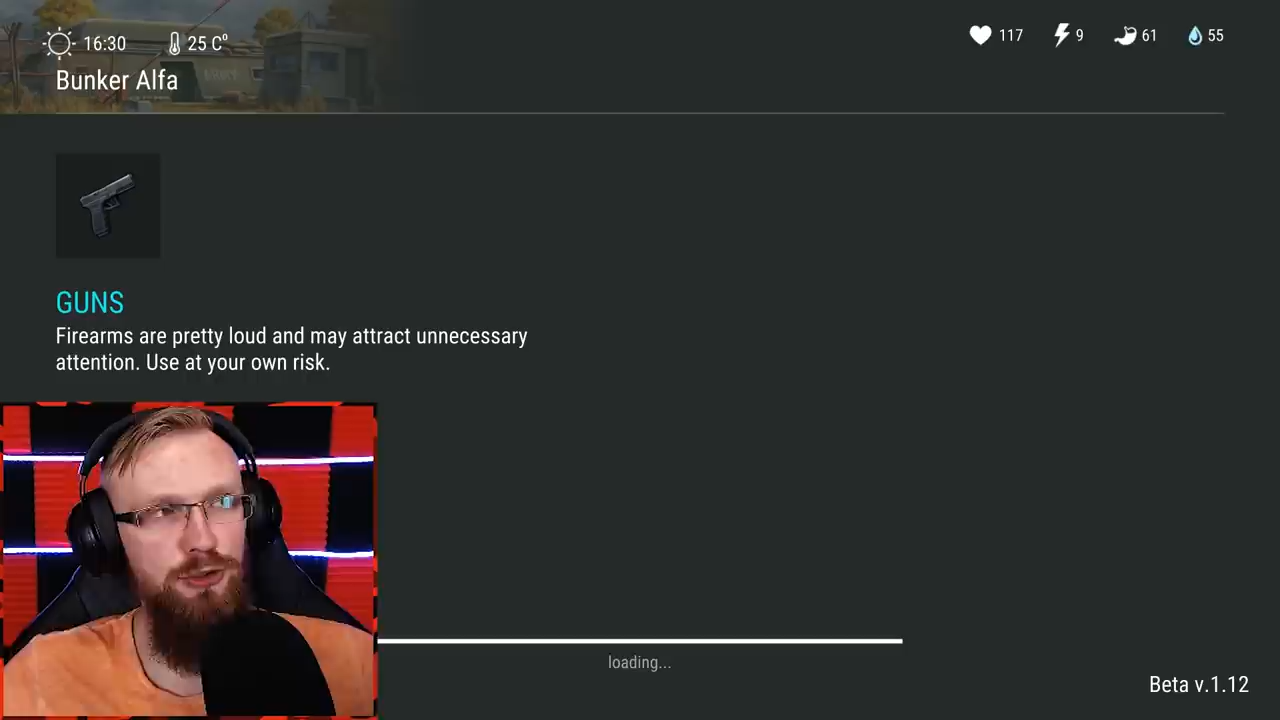 16:30 25 C°
117 9 61 55
Bunker Alfa
GUNS
Firearms are pretty loud and may attract unnecessary
attention. Use at your own risk.
loading...
Beta v.1.12